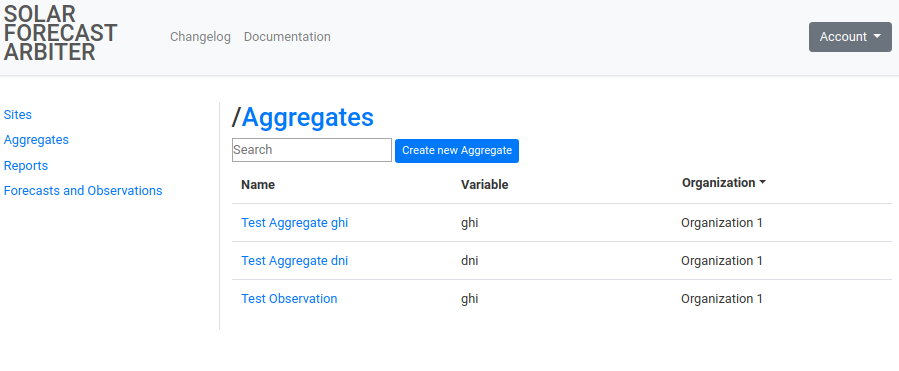 SOLAR
FORECAST
ARBITER
Changelog Documentation
Account
Sites
Aggregates
Reports
Forecasts and Observations
/Aggregates
Search Create new Aggregate
Name Variable Organization
Test Aggregate ghi ghi Organization 1
Test Aggregate dni dni Organization 1
Test Observation ghi Organization 1